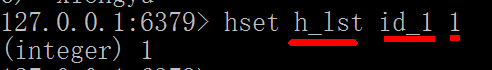 127.0.0.1:6379> hset h_lst id_1 1
(integer) 1